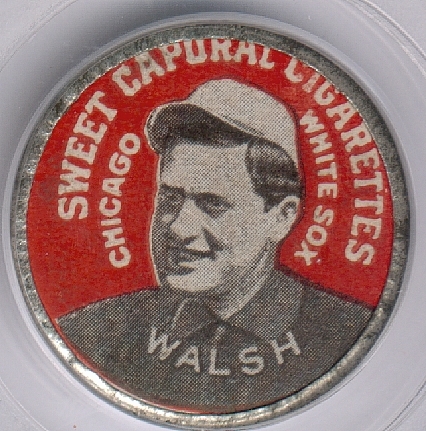 SWEET CAPORAL CIGARETTES
CHICAGO
WHITE SOX
WALSH